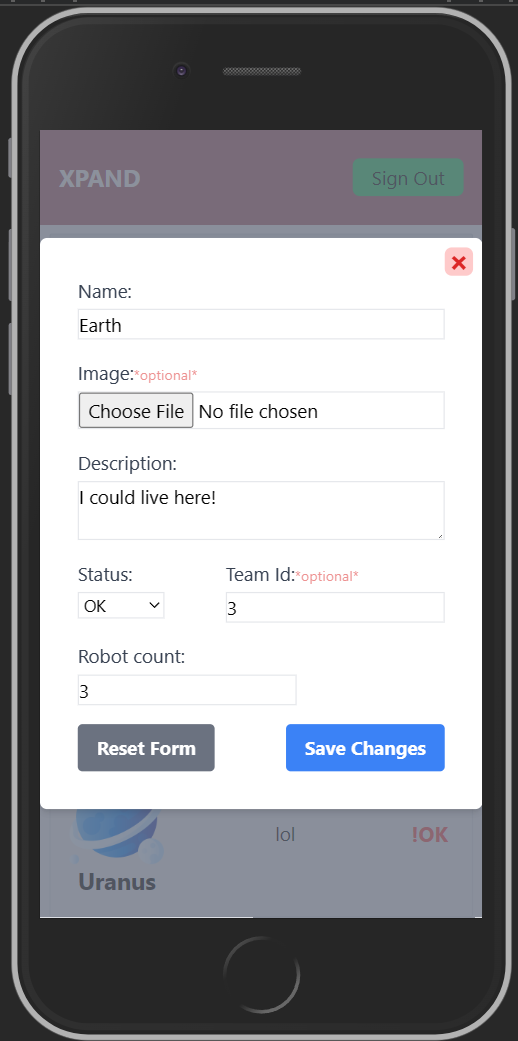 XPAND
Sign Out
Name:
Earth
Image:*optional*
Choose File No file chosen
Description:
I could live here!
Status:
Team Id:*optional*
OK
3
Robot count:
3
Reset Form
Save Changes
lol
!OK
Uranus